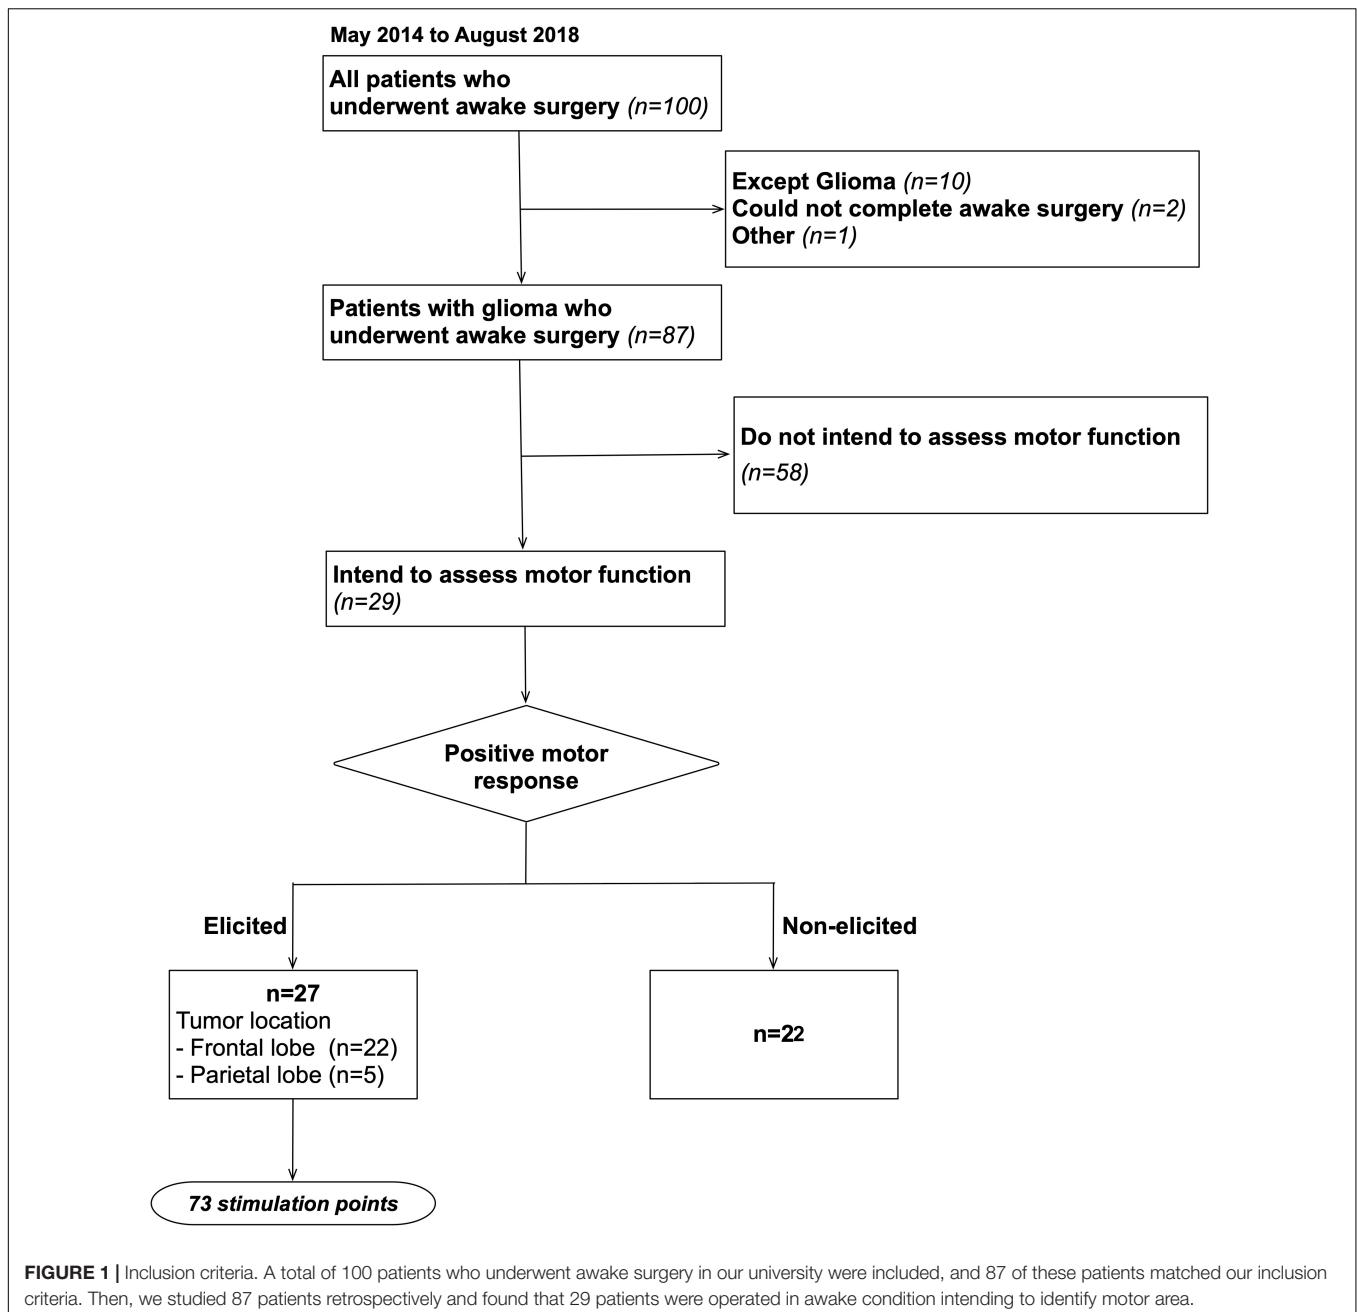 May 2014 to August 2018
All patients who
underwent awake surgery (n=100)
Except Glioma (n=10)
Could not complete awake surgery (n=2)
Other (n=1)
Patients with glioma who
underwent awake surgery (n=87)
Do not intend to assess motor function
(n=58)
Intend to assess motor function
(n=29)
Positive motor
response
Elicited
Non-elicited
n=27
Tumor location
- Frontal lobe (n=22)
- Parietal lobe (n=5)
n=22
73 stimulation points
FIGURE 1 | Inclusion criteria. A total of 100 patients who underwent awake surgery in our university were included, and 87 of these patients matched our inclusion
criteria. Then, we studied 87 patients retrospectively and found that 29 patients were operated in awake condition intending to identify motor area.